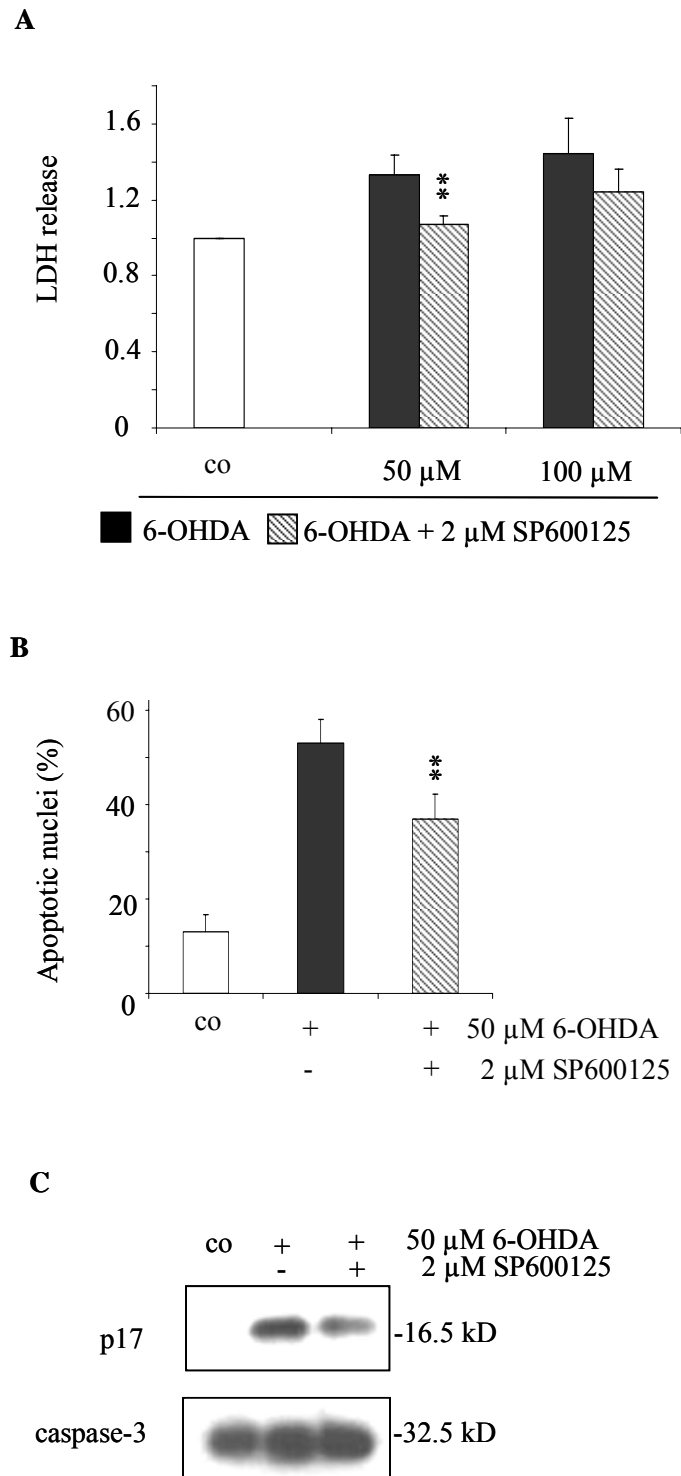 A
LDH release
1.6
1.2
0.8
0.4
0
**
co
50 µM
100 µM
6-OHDA
6-OHDA + 2 µM SP600125
B
Apoptotic nuclei (%)
60
40
20
0
**
co + + 50 µM 6-OHDA
- + 2 µM SP600125
C
co + + 50 µM 6-OHDA
- + 2 µM SP600125
p17
-16.5 kD
caspase-3
-32.5 kD